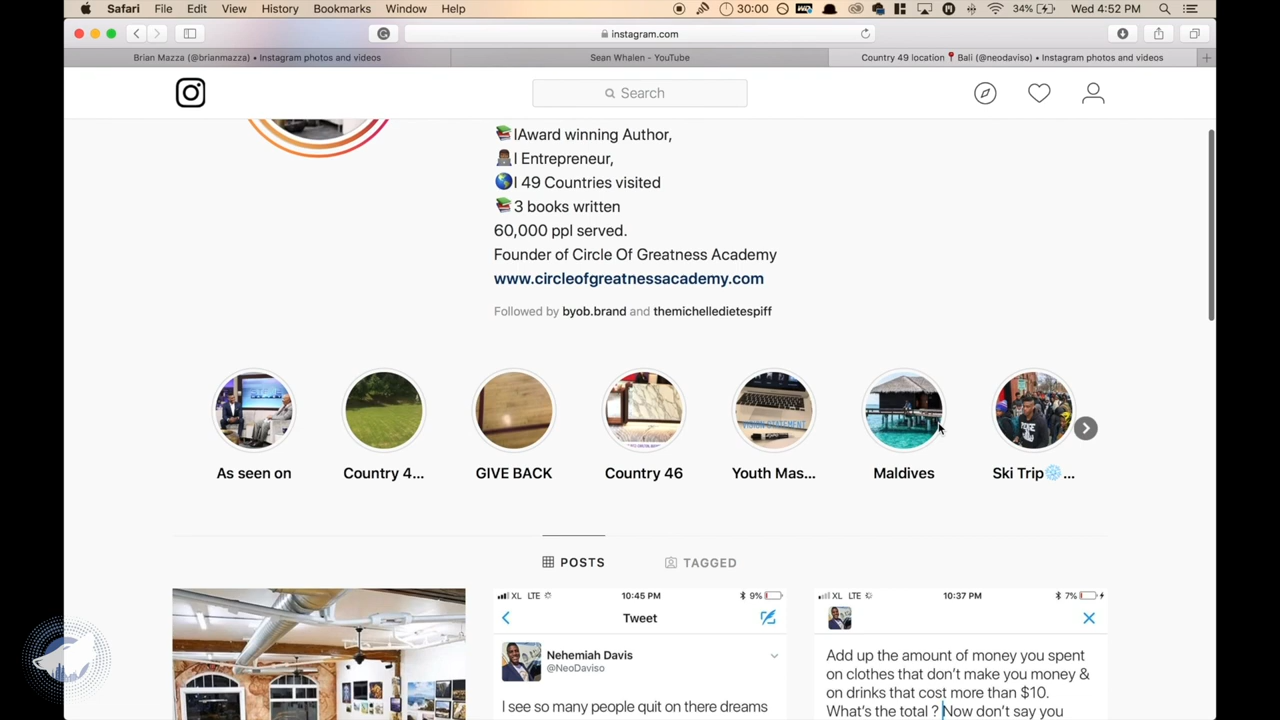 Safari File Edit View History Bookmarks Window Help 30:00 34% Wed 4:52 PM
instagram.com
Brian Mazza (@brianmazza) • Instagram photos and videos
Sean Whalen - YouTube
Country 49 location📍Bali (@neodaviso) • Instagram photos and videos
Search
📚IAward winning Author,
👨🏾‍💻I Entrepreneur,
🌎I 49 Countries visited
📚3 books written
60,000 ppl served.
Founder of Circle Of Greatness Academy
www.circleofgreatnessacademy.com
Followed by byob.brand and themichelledietespiff
As seen on
Country 4...
GIVE BACK
Country 46
Youth Mas...
Maldives
Ski Trip❄️...
POSTS
TAGGED
XL LTE 10:45 PM 9%
Tweet
Nehemiah Davis
@NeoDaviso
I see so many people quit on there dreams
XL LTE 10:37 PM 7%
Add up the amount of money you spent
on clothes that don't make you money &
on drinks that cost more than $10.
What's the total ? Now don't say you